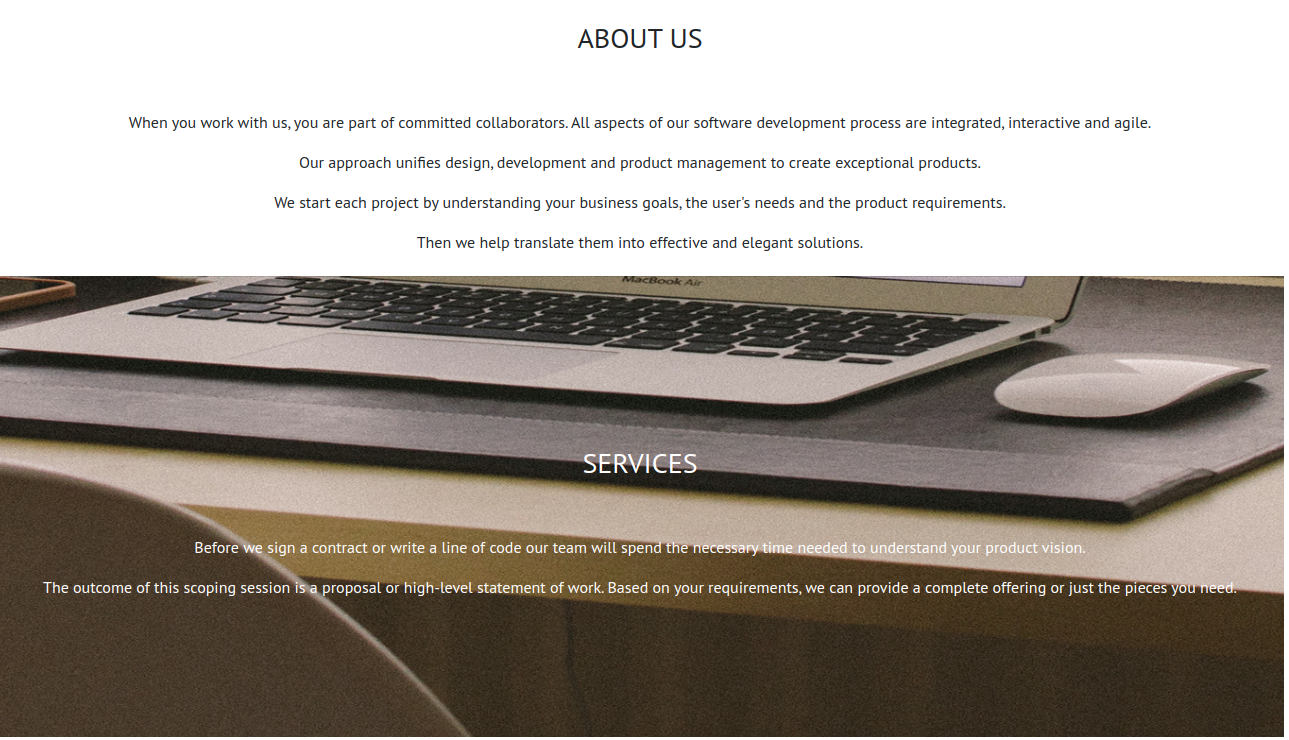 ABOUT US
When you work with us, you are part of committed collaborators. All aspects of our software development process are integrated, interactive and agile.
Our approach unifies design, development and product management to create exceptional products.
We start each project by understanding your business goals, the user's needs and the product requirements.
Then we help translate them into effective and elegant solutions.
MacBook Air
SERVICES
Before we sign a contract or write a line of code our team will spend the necessary time needed to understand your product vision.
The outcome of this scoping session is a proposal or high-level statement of work. Based on your requirements, we can provide a complete offering or just the pieces you need.